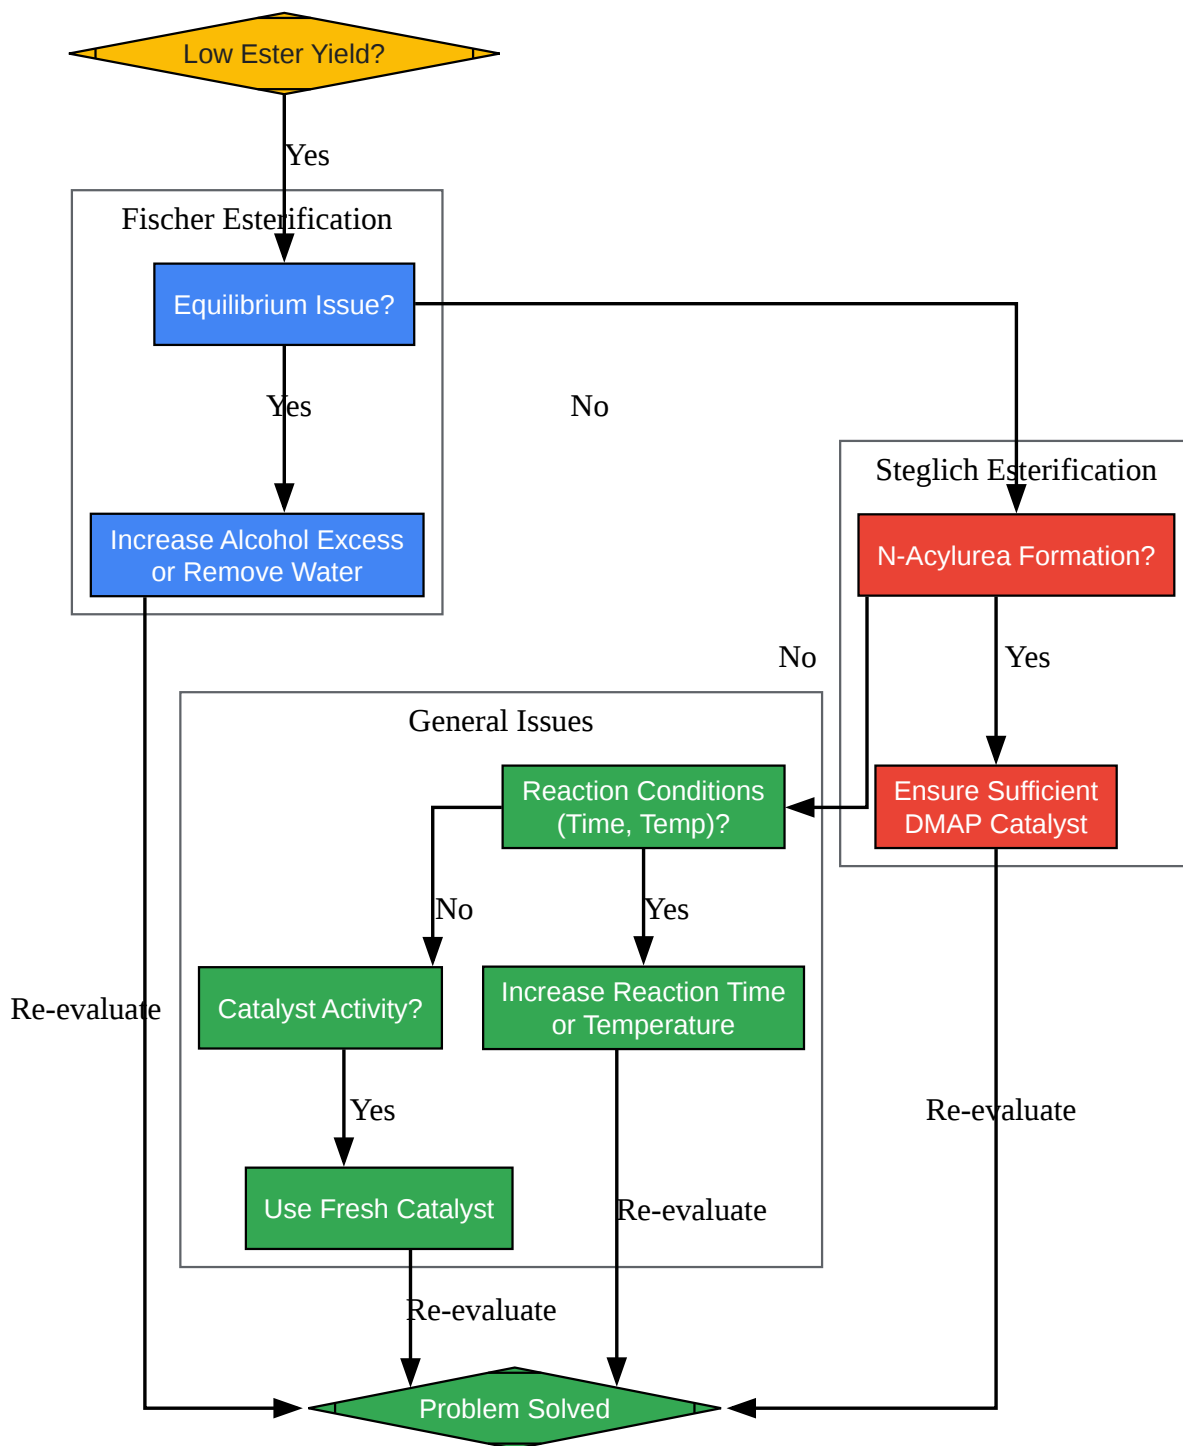 Low Ester Yield?
Yes
Fischer Esterification
Equilibrium Issue?
Yes
No
Steglich Esterification
Increase Alcohol Excess
or Remove Water
N-Acylurea Formation?
No
Yes
General Issues
Reaction Conditions
(Time, Temp)?
Ensure Sufficient
DMAP Catalyst
No
Yes
Catalyst Activity?
Increase Reaction Time
or Temperature
Re-evaluate
Yes
Re-evaluate
Use Fresh Catalyst
Re-evaluate
Re-evaluate
Problem Solved